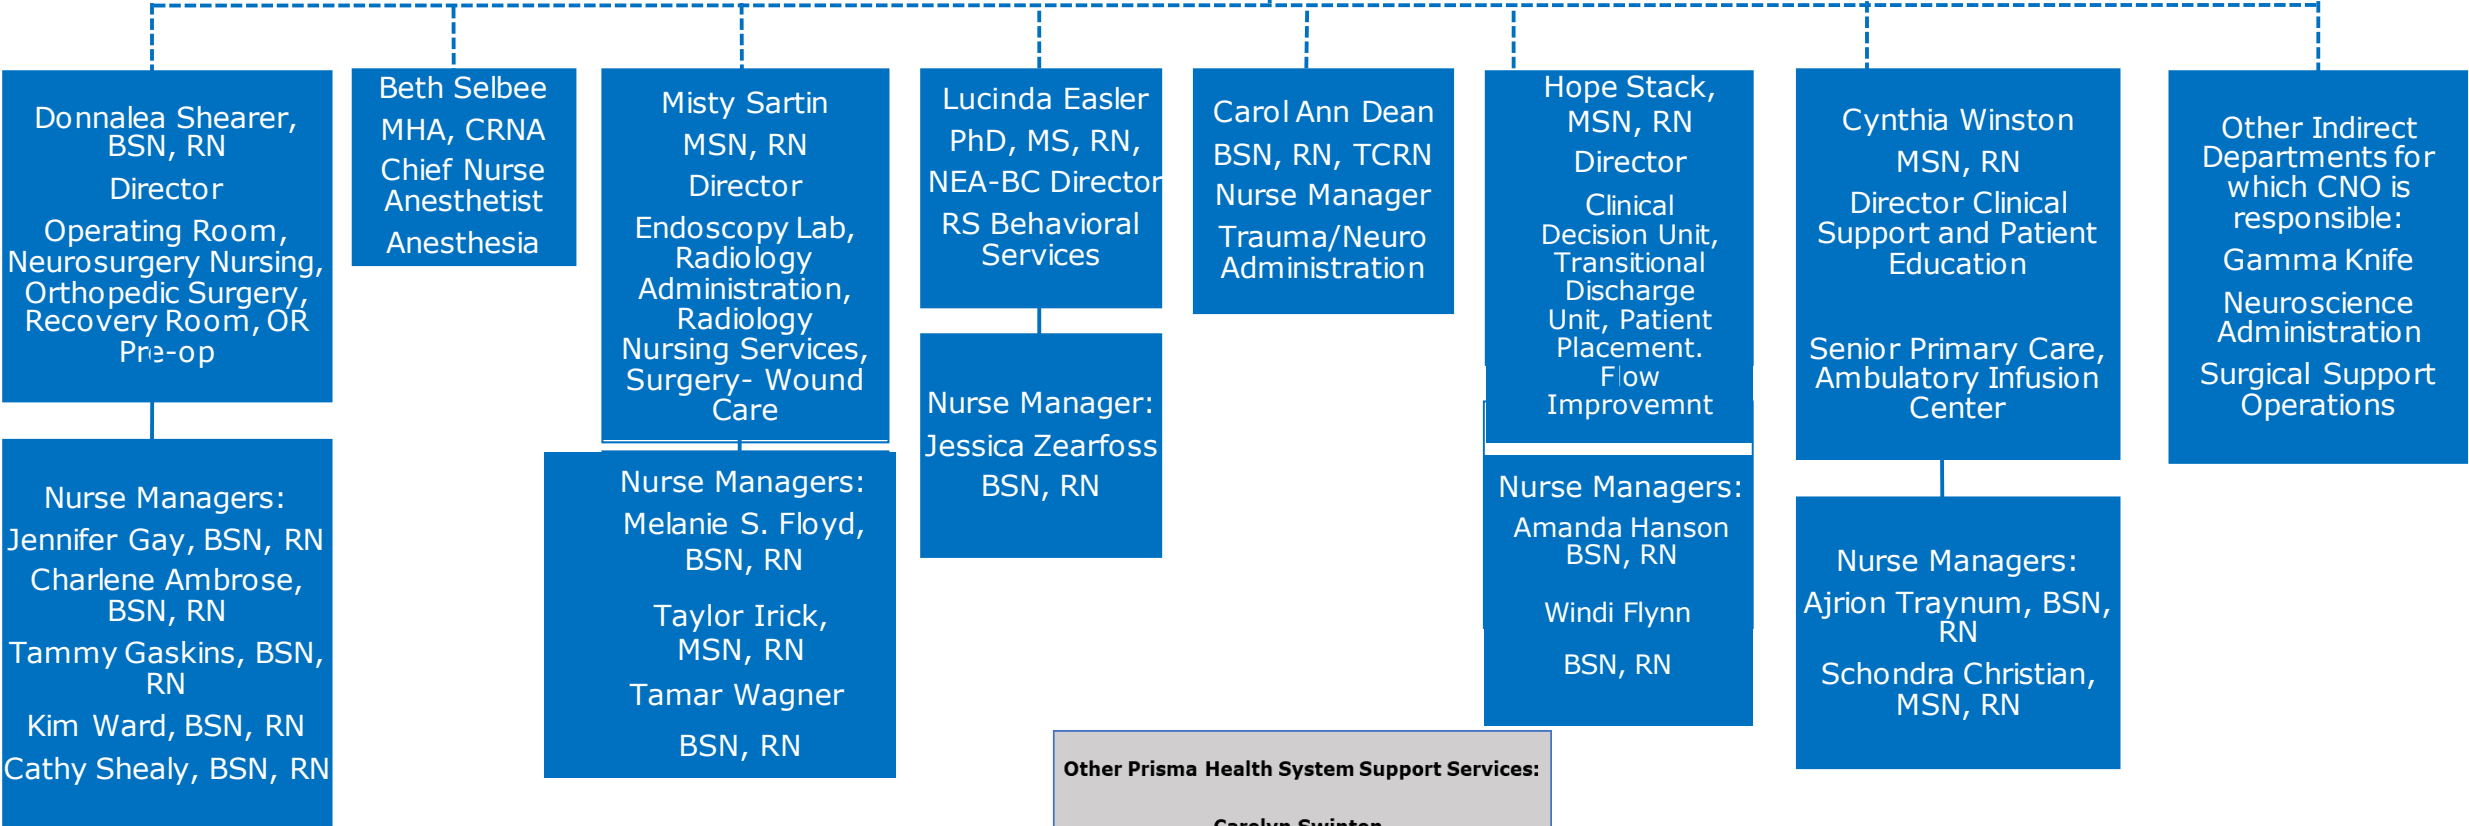 Donnalea Shearer,
BSN, RN
Director
Operating Room,
Neurosurgery Nursing,
Orthopedic Surgery,
Recovery Room, OR
Pre-op
Nurse Managers:
Jennifer Gay, BSN, RN
Charlene Ambrose,
BSN, RN
Tammy Gaskins, BSN,
RN
Kim Ward, BSN, RN
Cathy Shealy, BSN, RN
Beth Selbee
MHA, CRNA
Chief Nurse
Anesthetist
Anesthesia
Misty Sartin
MSN, RN
Director
Endoscopy Lab,
Radiology
Administration,
Radiology
Nursing Services,
Surgery- Wound
Care
Nurse Managers:
Melanie S. Floyd,
BSN, RN
Taylor Irick,
MSN, RN
Tamar Wagner
BSN, RN
Lucinda Easler
PhD, MS, RN,
NEA-BC Director
RS Behavioral
Services
Nurse Manager:
Jessica Zearfoss
BSN, RN
Carol Ann Dean
BSN, RN, TCRN
Nurse Manager
Trauma/Neuro
Administration
Hope Stack,
MSN, RN
Director
Clinical
Decision Unit,
Transitional
Discharge
Unit, Patient
Placement.
Flow
Improvemnt
Nurse Managers:
Amanda Hanson
BSN, RN
Windi Flynn
BSN, RN
Cynthia Winston
MSN, RN
Director Clinical
Support and Patient
Education
Senior Primary Care,
Ambulatory Infusion
Center
Nurse Managers:
Ajrion Traynum, BSN,
RN
Schondra Christian,
MSN, RN
Other Indirect
Departments for
which CNO is
responsible:
Gamma Knife
Neuroscience
Administration
Surgical Support
Operations
Other Prisma Health System Support Services:
Carolyn Swinton